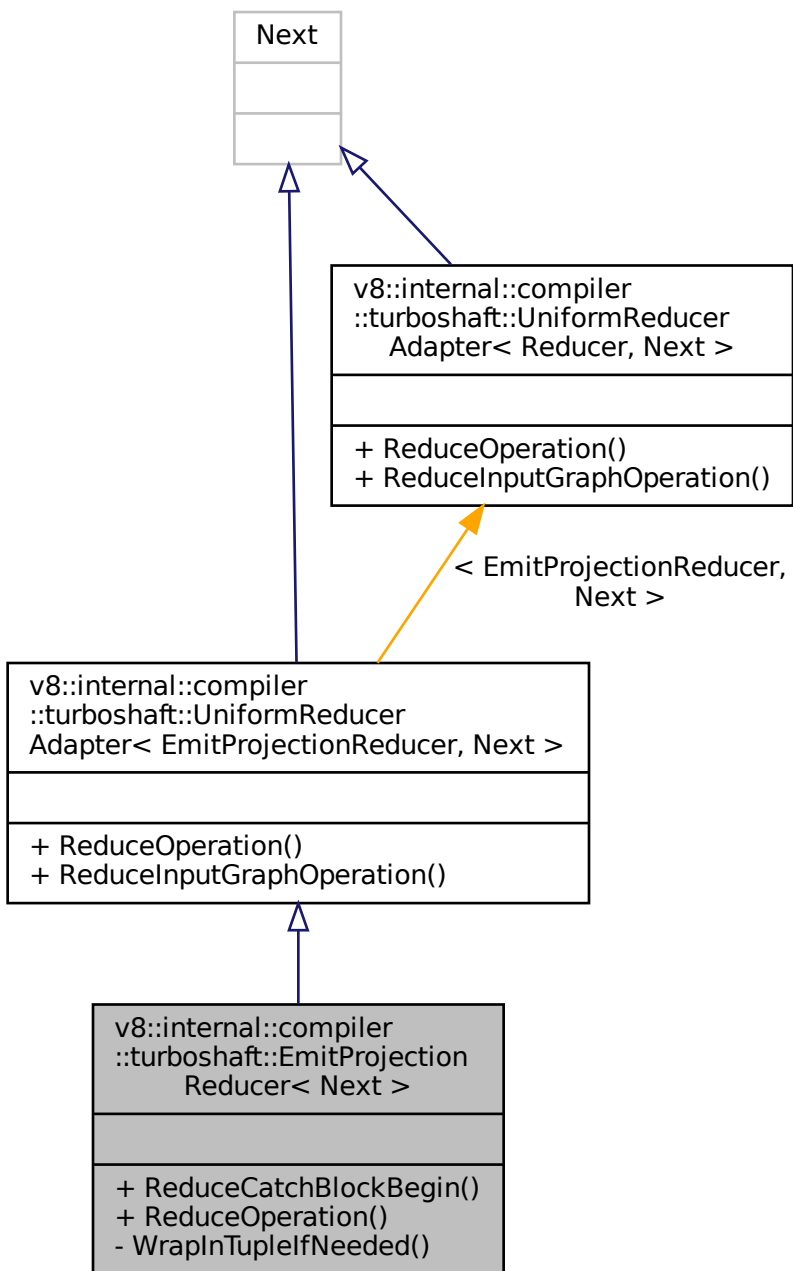 Next
v8::internal::compiler
::turboshaft::UniformReducer
Adapter< Reducer, Next >
+ ReduceOperation()
+ ReduceInputGraphOperation()
< EmitProjectionReducer,
Next >
v8::internal::compiler
::turboshaft::UniformReducer
Adapter< EmitProjectionReducer, Next >
+ ReduceOperation()
+ ReduceInputGraphOperation()
v8::internal::compiler
::turboshaft::EmitProjection
Reducer< Next >
+ ReduceCatchBlockBegin()
+ ReduceOperation()
- WrapInTupleIfNeeded()